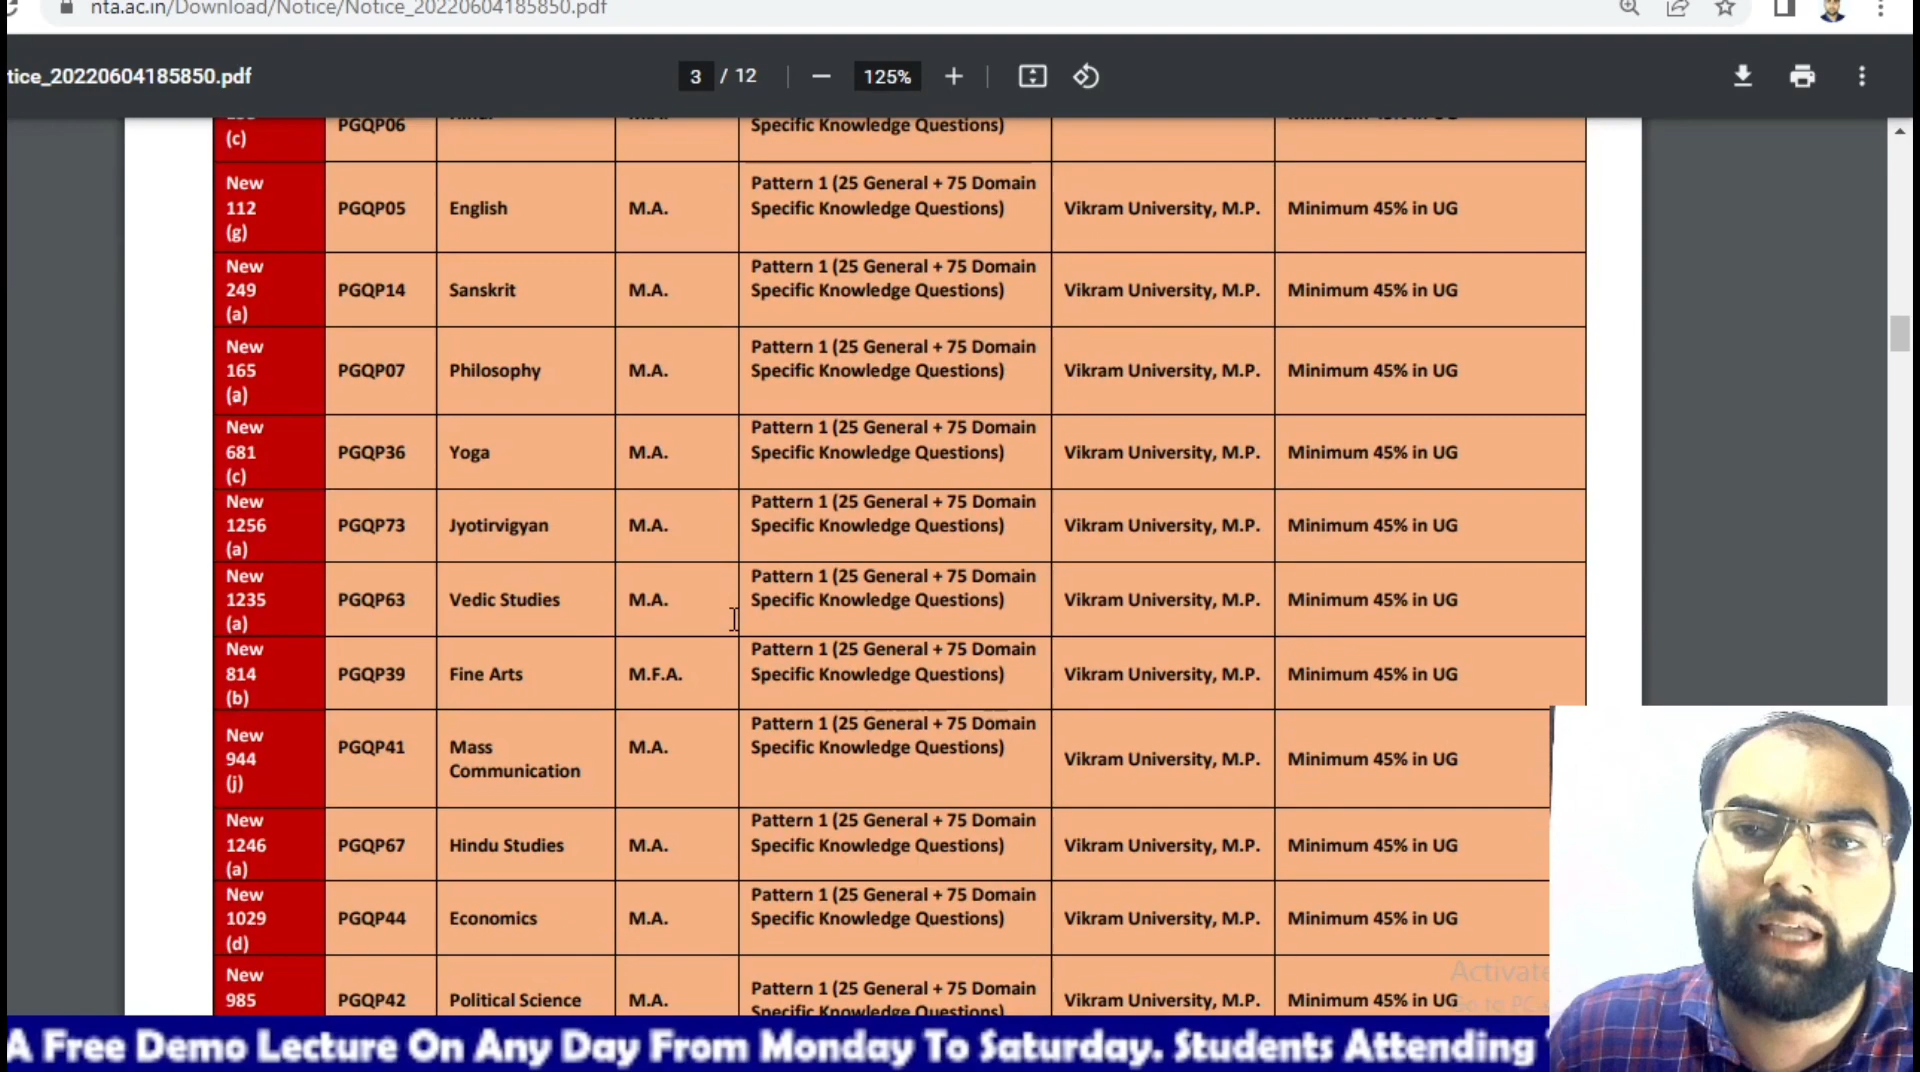 nta.ac.in/Download/Notice/Notice_20220604185850.pdf
tice_20220604185850.pdf
3 / 12
125%
(c)
PGQP06
Specific Knowledge Questions)
New
112
(g)
PGQP05
English
M.A.
Pattern 1 (25 General + 75 Domain
Specific Knowledge Questions)
Vikram University, M.P.
Minimum 45% in UG
New
249
(a)
PGQP14
Sanskrit
M.A.
Pattern 1 (25 General + 75 Domain
Specific Knowledge Questions)
Vikram University, M.P.
Minimum 45% in UG
New
165
(a)
PGQP07
Philosophy
M.A.
Pattern 1 (25 General + 75 Domain
Specific Knowledge Questions)
Vikram University, M.P.
Minimum 45% in UG
New
681
(c)
PGQP36
Yoga
M.A.
Pattern 1 (25 General + 75 Domain
Specific Knowledge Questions)
Vikram University, M.P.
Minimum 45% in UG
New
1256
(a)
PGQP73
Jyotirvigyan
M.A.
Pattern 1 (25 General + 75 Domain
Specific Knowledge Questions)
Vikram University, M.P.
Minimum 45% in UG
New
1235
(a)
PGQP63
Vedic Studies
M.A.
Pattern 1 (25 General + 75 Domain
Specific Knowledge Questions)
Vikram University, M.P.
Minimum 45% in UG
New
814
(b)
PGQP39
Fine Arts
M.F.A.
Pattern 1 (25 General + 75 Domain
Specific Knowledge Questions)
Vikram University, M.P.
Minimum 45% in UG
New
944
(j)
PGQP41
Mass
Communication
M.A.
Pattern 1 (25 General + 75 Domain
Specific Knowledge Questions)
Vikram University, M.P.
Minimum 45% in UG
New
1246
(a)
PGQP67
Hindu Studies
M.A.
Pattern 1 (25 General + 75 Domain
Specific Knowledge Questions)
Vikram University, M.P.
Minimum 45% in UG
New
1029
(d)
PGQP44
Economics
M.A.
Pattern 1 (25 General + 75 Domain
Specific Knowledge Questions)
Vikram University, M.P.
Minimum 45% in UG
New
985
PGQP42
Political Science
M.A.
Pattern 1 (25 General + 75 Domain
Specific Knowledge Questions)
Vikram University, M.P.
Minimum 45% in UG
Activate
Go to PC
A Free Demo Lecture On Any Day From Monday To Saturday. Students Attending